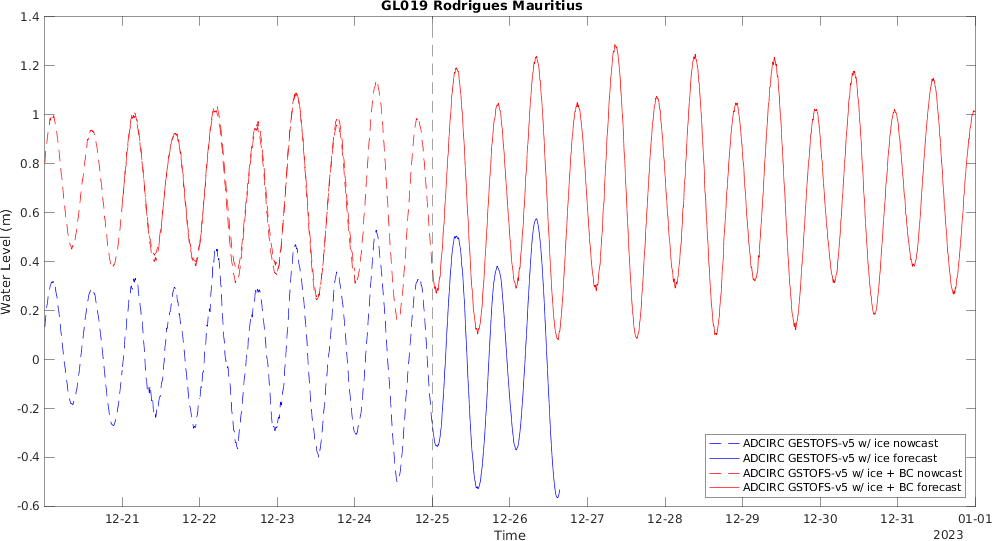 GL019 Rodrigues Mauritius
1.4
1.2
1
0.8
0.6
0.4
0.2
0
-0.2
-0.4
-0.6
Water Level (m)
12-21 12-22 12-23 12-24 12-25 12-26 12-27 12-28 12-29 12-30 12-31 01-01
2023
Time
ADCIRC GESTOFS-v5 w/ ice nowcast
ADCIRC GESTOFS-v5 w/ ice forecast
ADCIRC GSTOFS-v5 w/ ice + BC nowcast
ADCIRC GSTOFS-v5 w/ ice + BC forecast